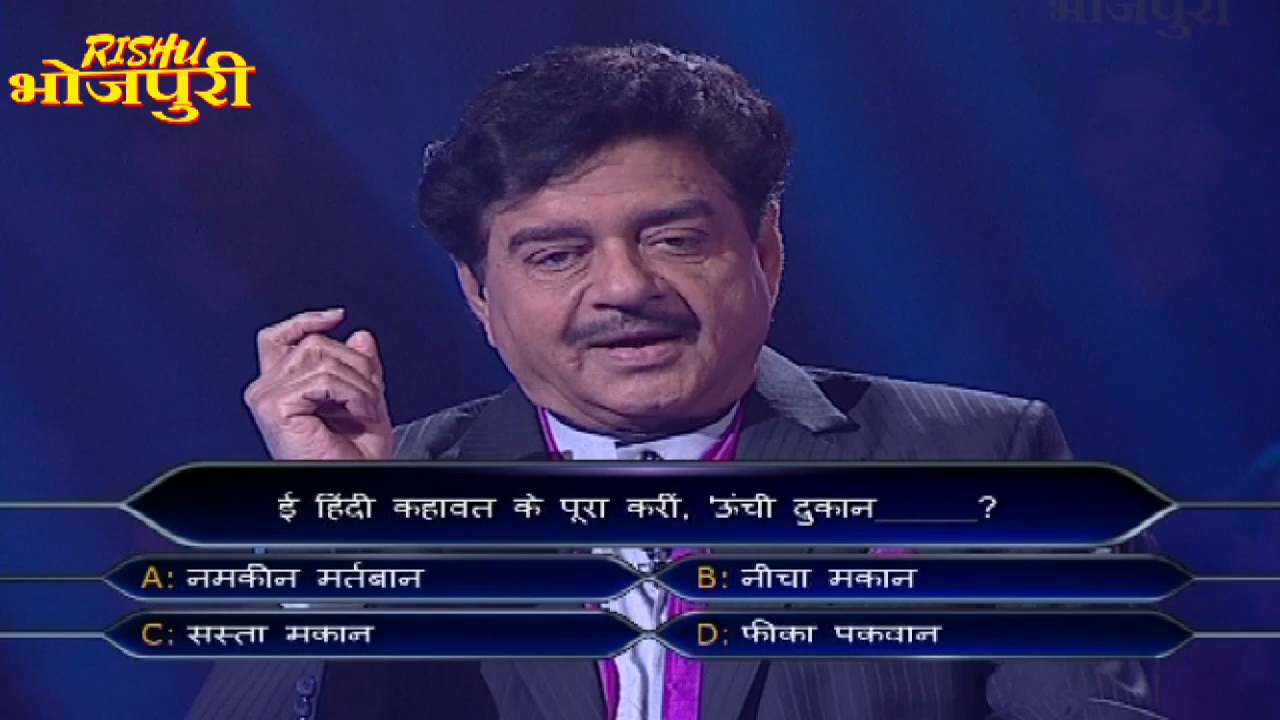 RISHU
भोजपुरी
भोजपुरी
ई हिंदी कहावत के पूरा करीं, 'ऊंची दुकान______?
A: नमकीन मर्तबान
B: नीचा मकान
C: सस्ता मकान
D: फीका पकवान